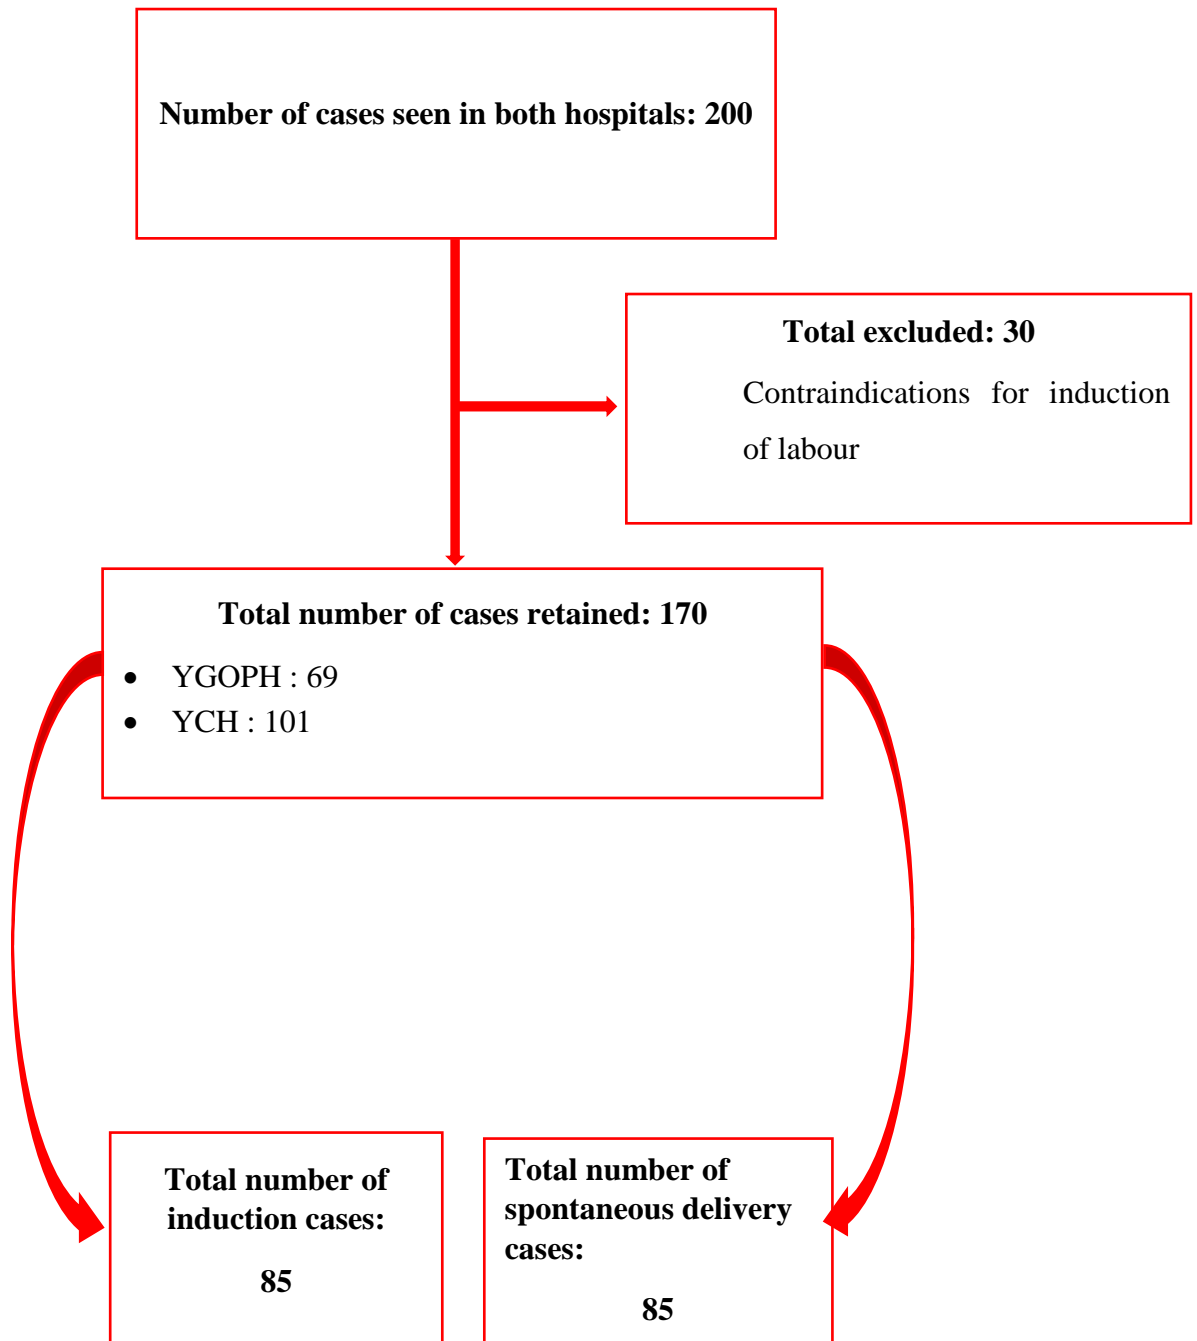 Number of cases seen in both hospitals: 200
Total excluded: 30
Contraindications for induction
of labour
Total number of cases retained: 170
• YGOPH : 69
• YCH : 101
Total number of
induction cases:
85
Total number of
spontaneous delivery
cases:
85